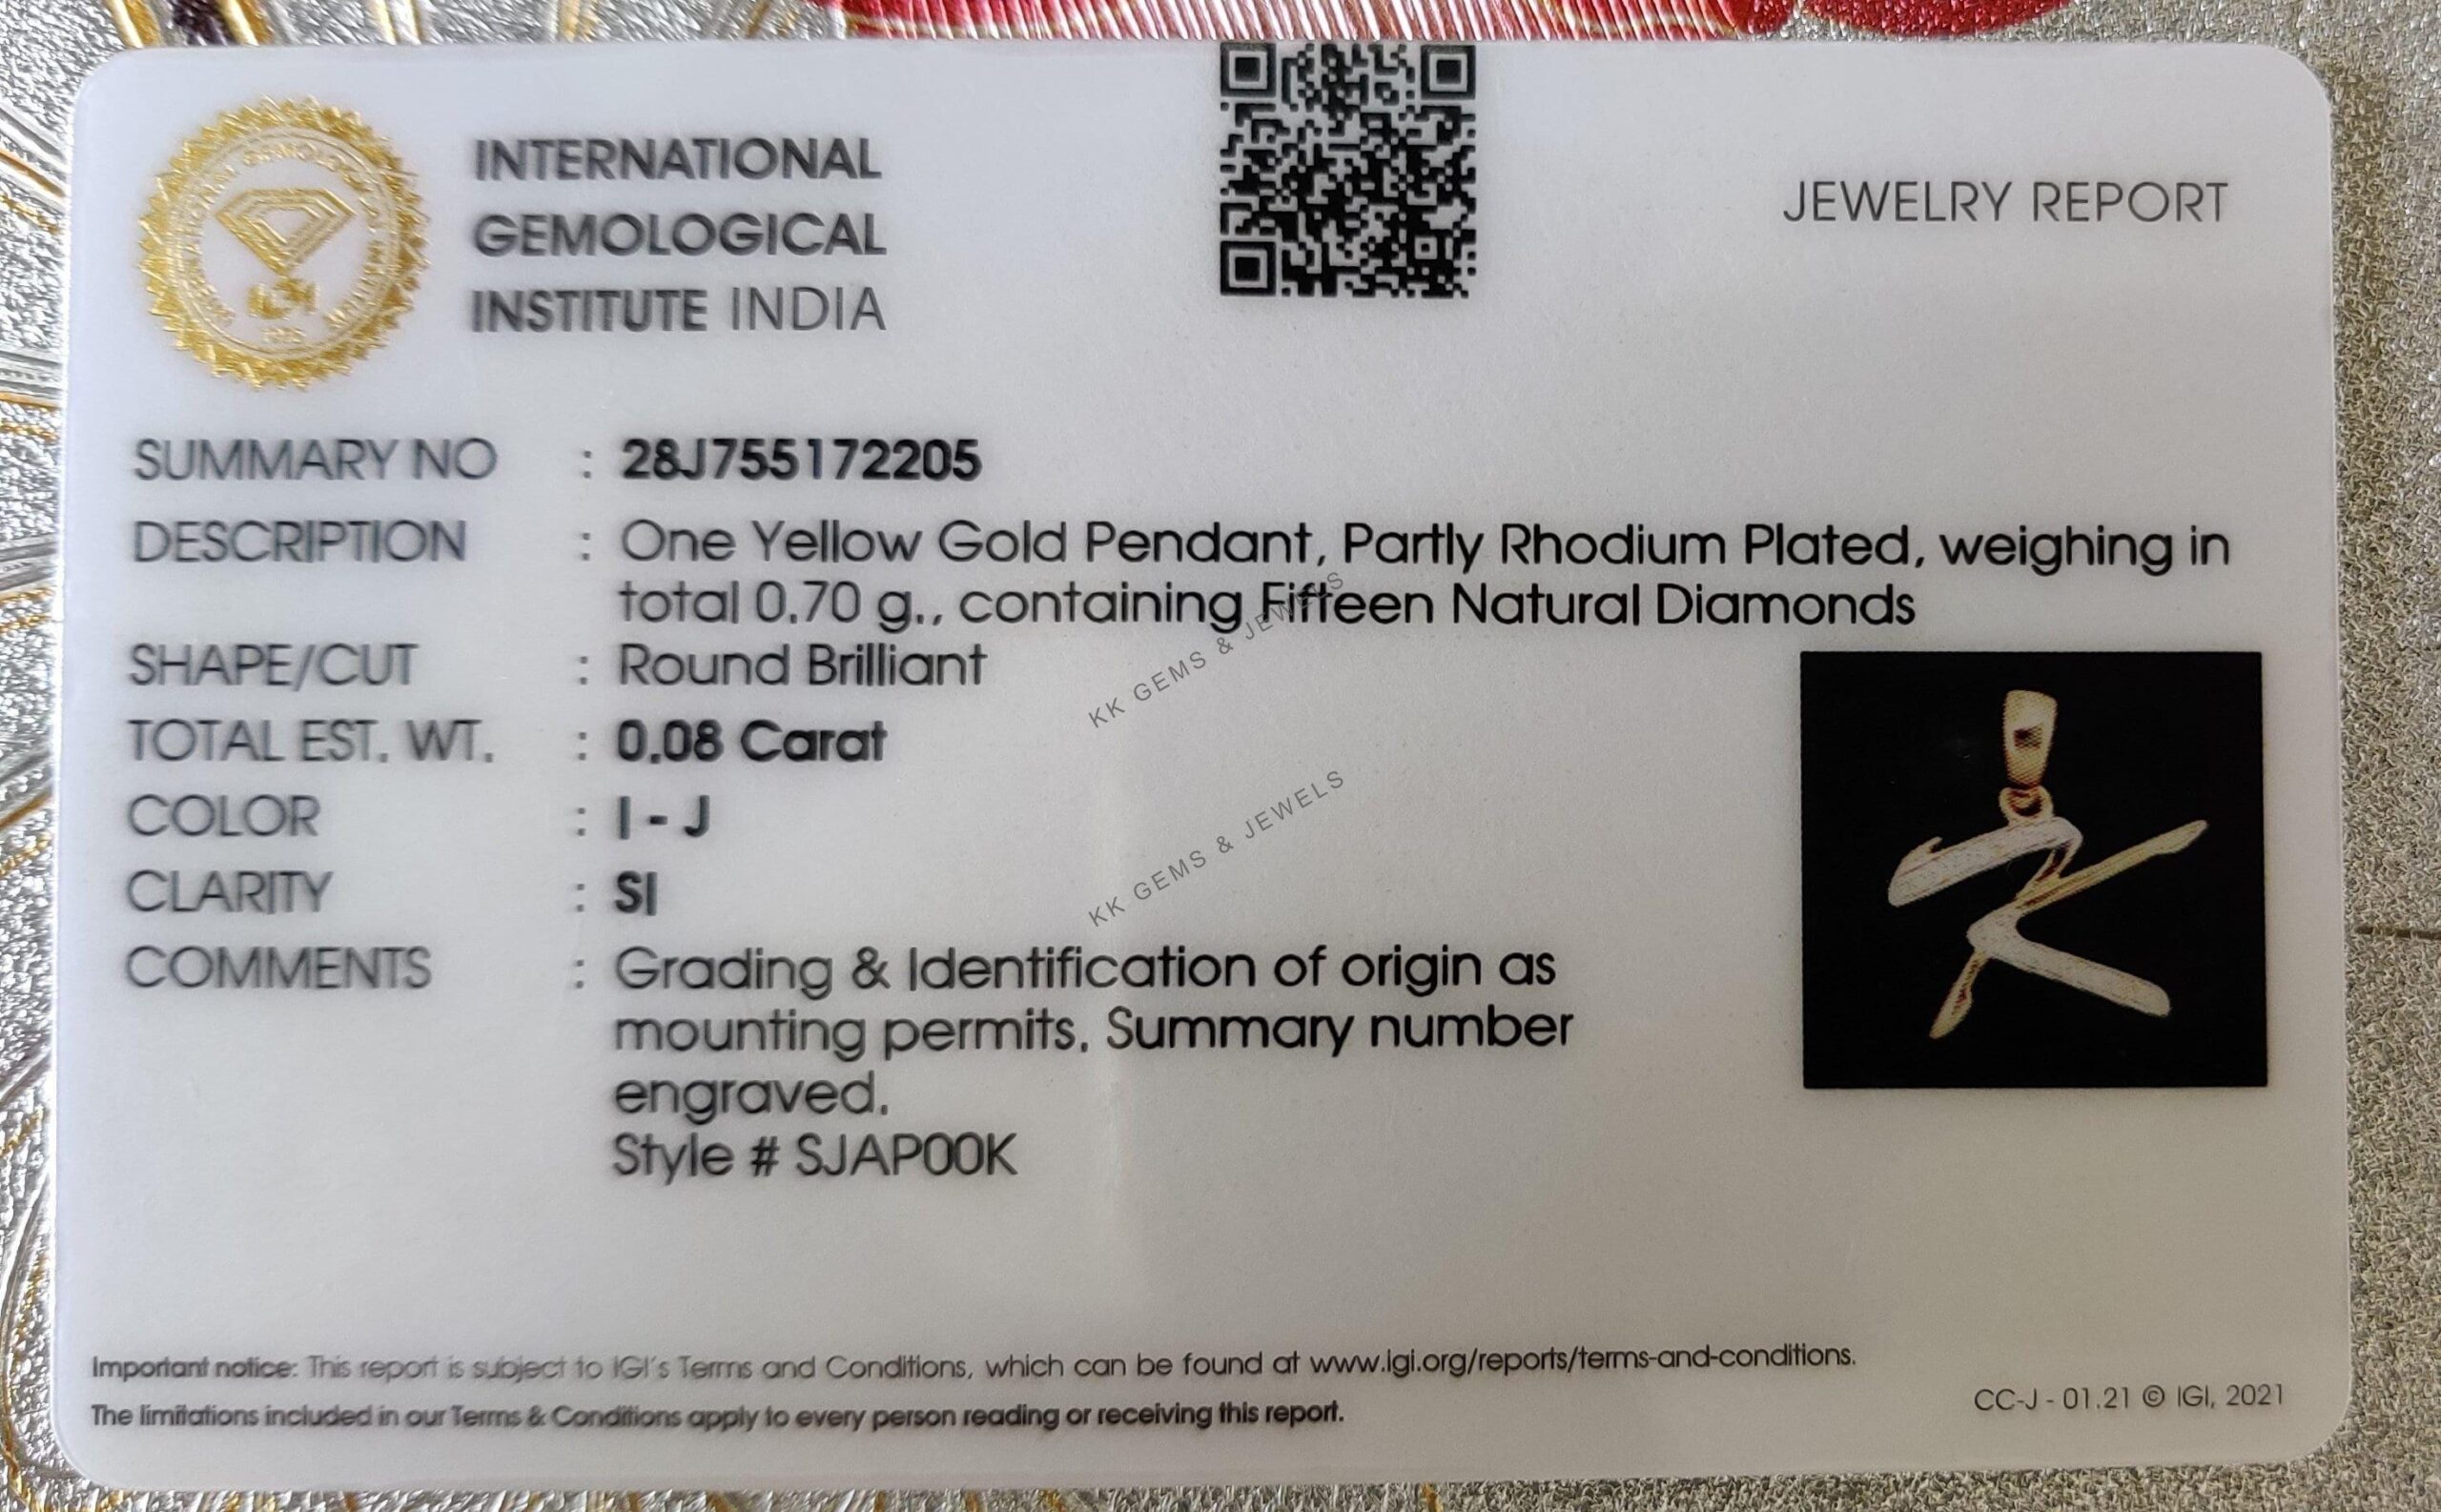 INTERNATIONAL
GEMOLOGICAL
INSTITUTE INDIA
JEWELRY REPORT
SUMMARY NO : 28J755172205
DESCRIPTION : One Yellow Gold Pendant, Partly Rhodium Plated, weighing in
total 0.70 g., containing Fifteen Natural Diamonds
SHAPE/CUT : Round Brilliant
TOTAL EST. WT. : 0.08 Carat
COLOR : I - J
CLARITY : SI
COMMENTS : Grading & Identification of origin as
mounting permits. Summary number
engraved.
Style # SJAP00K
KK GEMS & JEWELS
KK GEMS & JEWELS
Important notice: This report is subject to IGI's Terms and Conditions, which can be found at www.igi.org/reports/terms-and-conditions.
The limitations included in our Terms & Conditions apply to every person reading or receiving this report.
CC-J - 01.21 © IGI, 2021